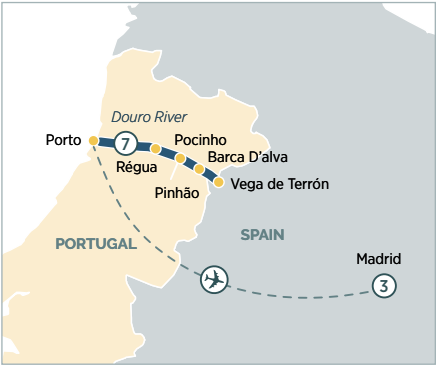 Douro River
Porto
7
Pocinho
Régua
Barca D'alva
Pinhão
Vega de Terrón
PORTUGAL
SPAIN
Madrid
3